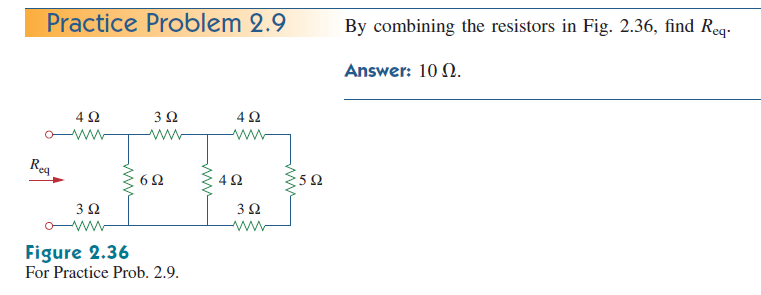 Practice Problem 2.9
By combining the resistors in Fig. 2.36, find Req.
Answer: 10 Ω.
4 Ω 3 Ω 4 Ω
Req
6 Ω 4 Ω 5 Ω
3 Ω 3 Ω
Figure 2.36
For Practice Prob. 2.9.